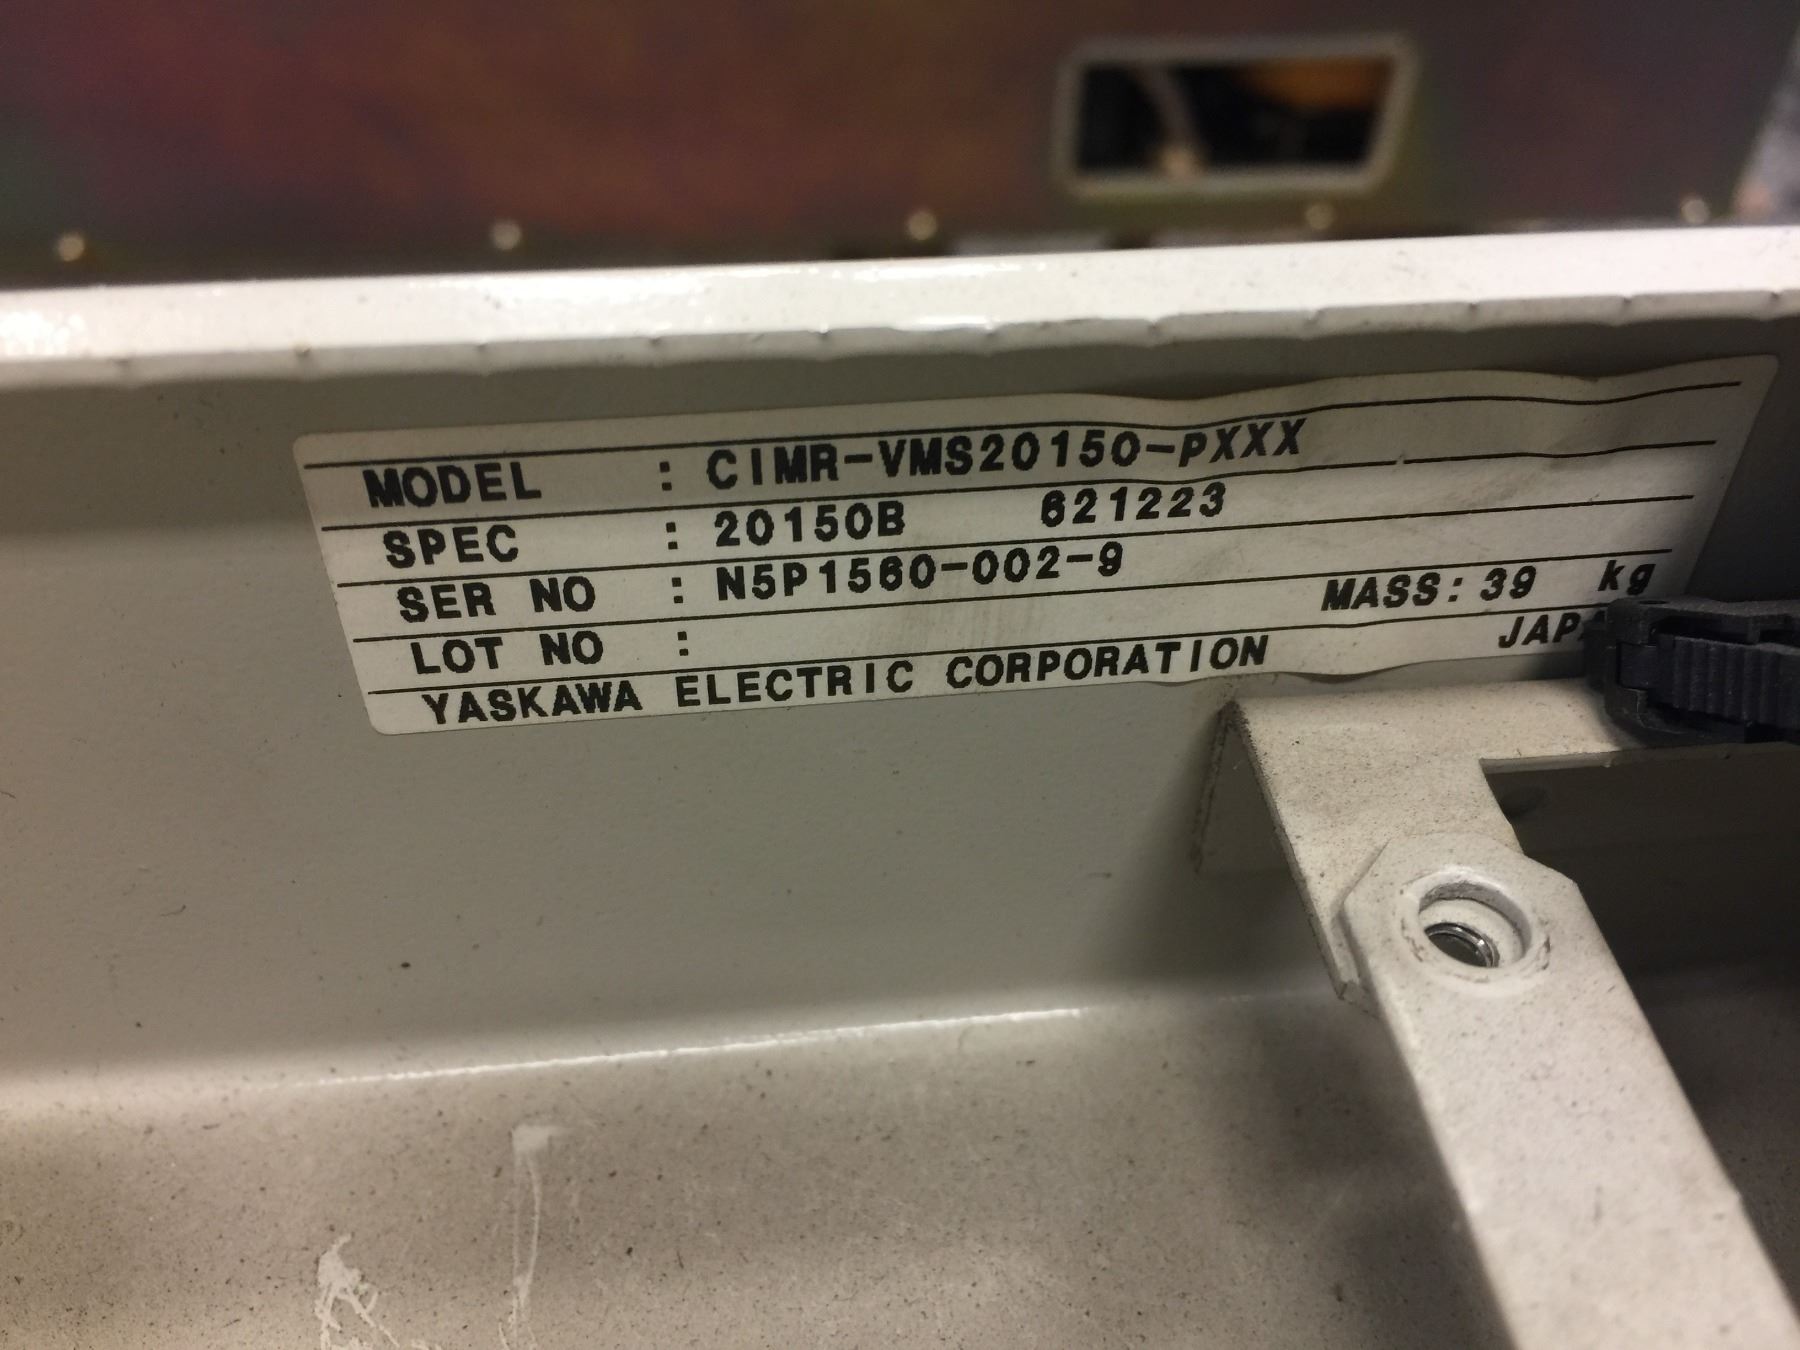 MODEL : CIMR-VMS20150-PXXX
SPEC : 20150B 621223
SER NO : N5P1560-002-9
LOT NO : MASS: 39 kg
YASKAWA ELECTRIC CORPORATION